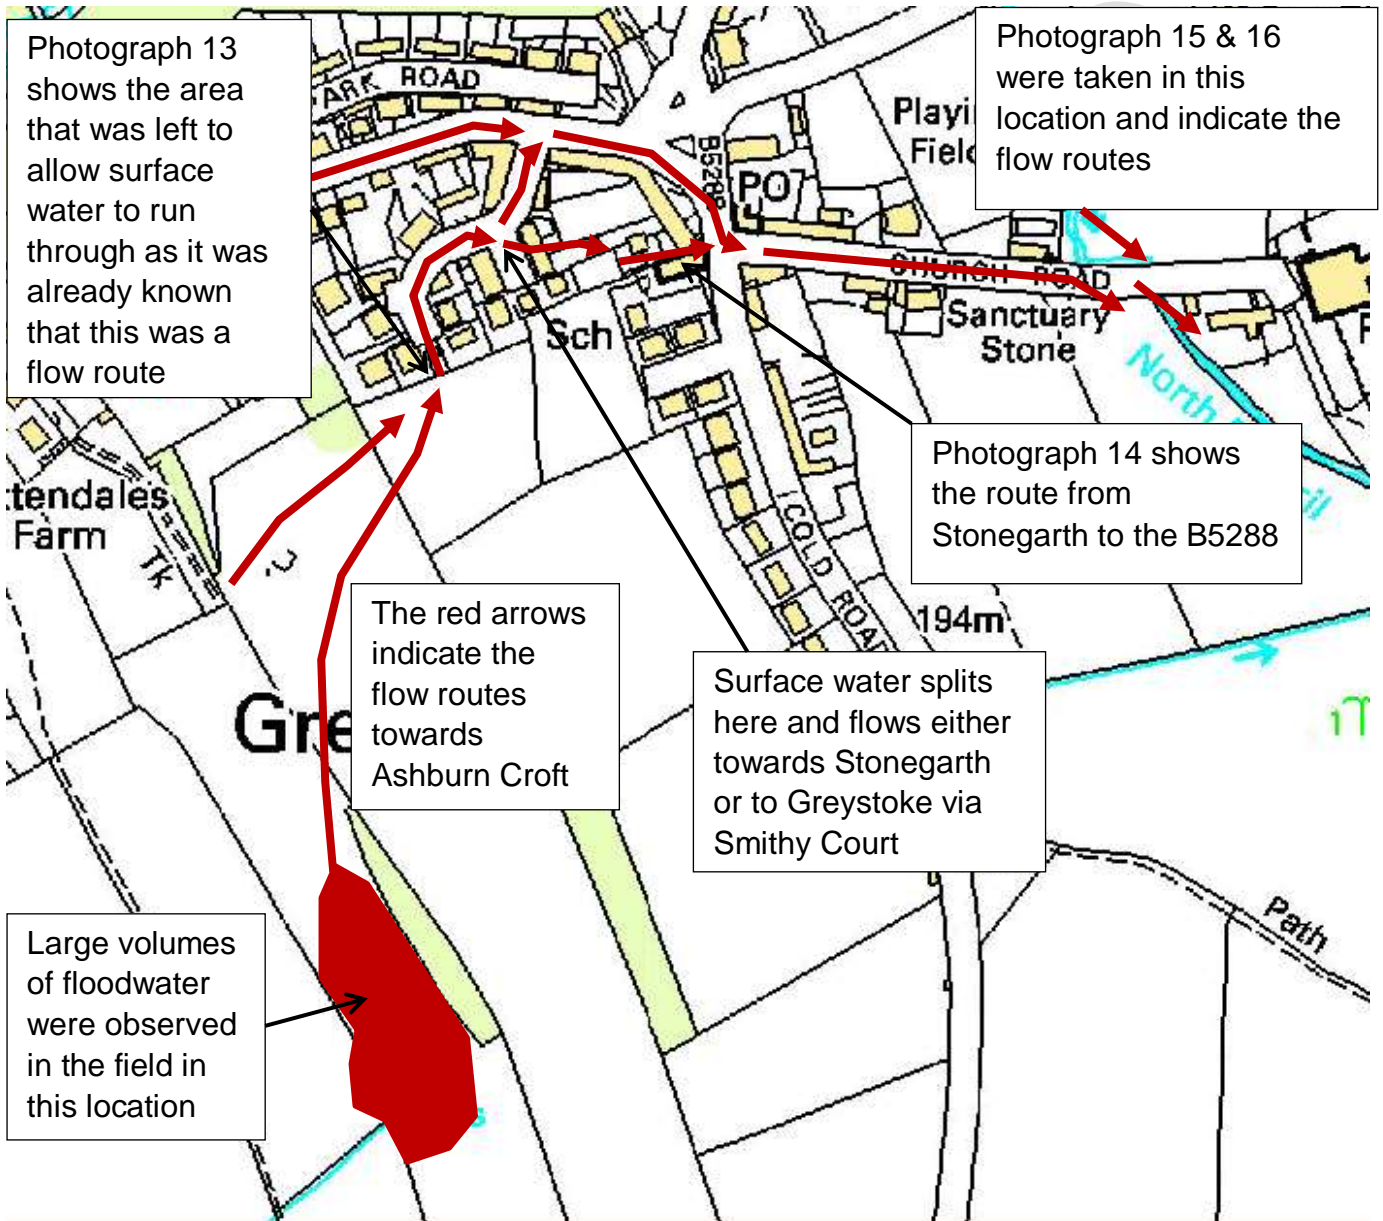 Photograph 13
shows the area
that was left to
allow surface
water to run
through as it was
already known
that this was a
flow route
ARK ROAD
B5288
PO
Playi
Field
Photograph 15 & 16
were taken in this
location and indicate the
flow routes
CHURCH ROAD
Sanctuary
Stone
Sch
North
il
Photograph 14 shows
the route from
Stonegarth to the B5288
tendales
Farm
Tk
The red arrows
indicate the
flow routes
towards
Ashburn Croft
ICOLD ROAD
194m
Surface water splits
here and flows either
towards Stonegarth
or to Greystoke via
Smithy Court
Gre
Large volumes
of floodwater
were observed
in the field in
this location
s
Path